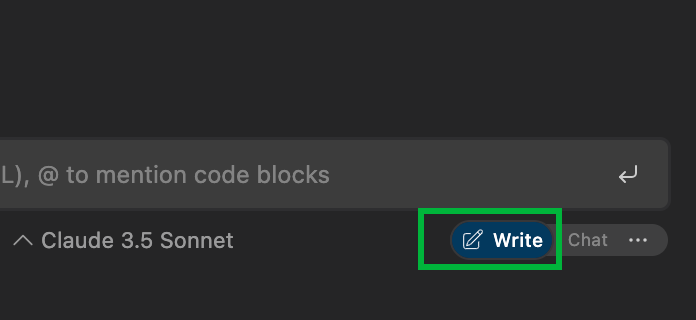 L), @ to mention code blocks
Claude 3.5 Sonnet
Write
Chat